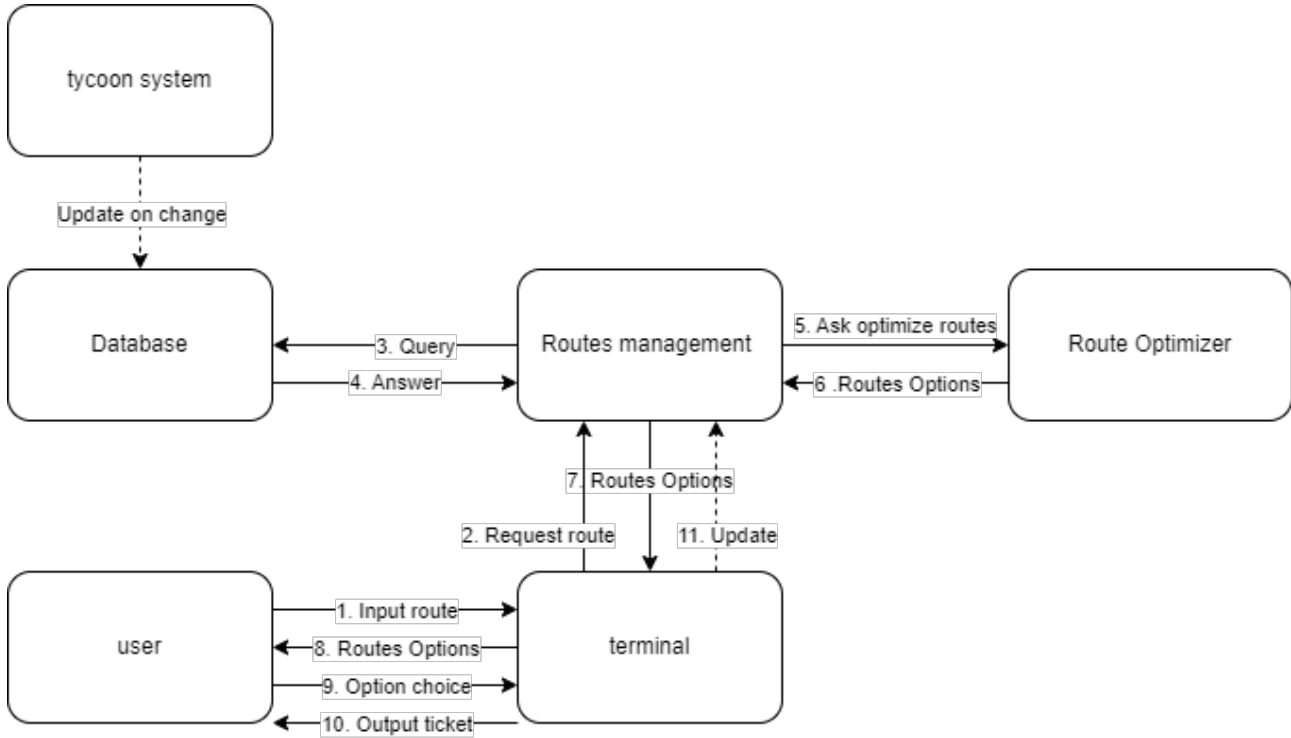 tycoon system
Update on change
Database
3. Query
4. Answer
Routes management
5. Ask optimize routes
6 .Routes Options
Route Optimizer
7. Routes Options
2. Request route
11. Update
user
1. Input route
8. Routes Options
9. Option choice
10. Output ticket
terminal